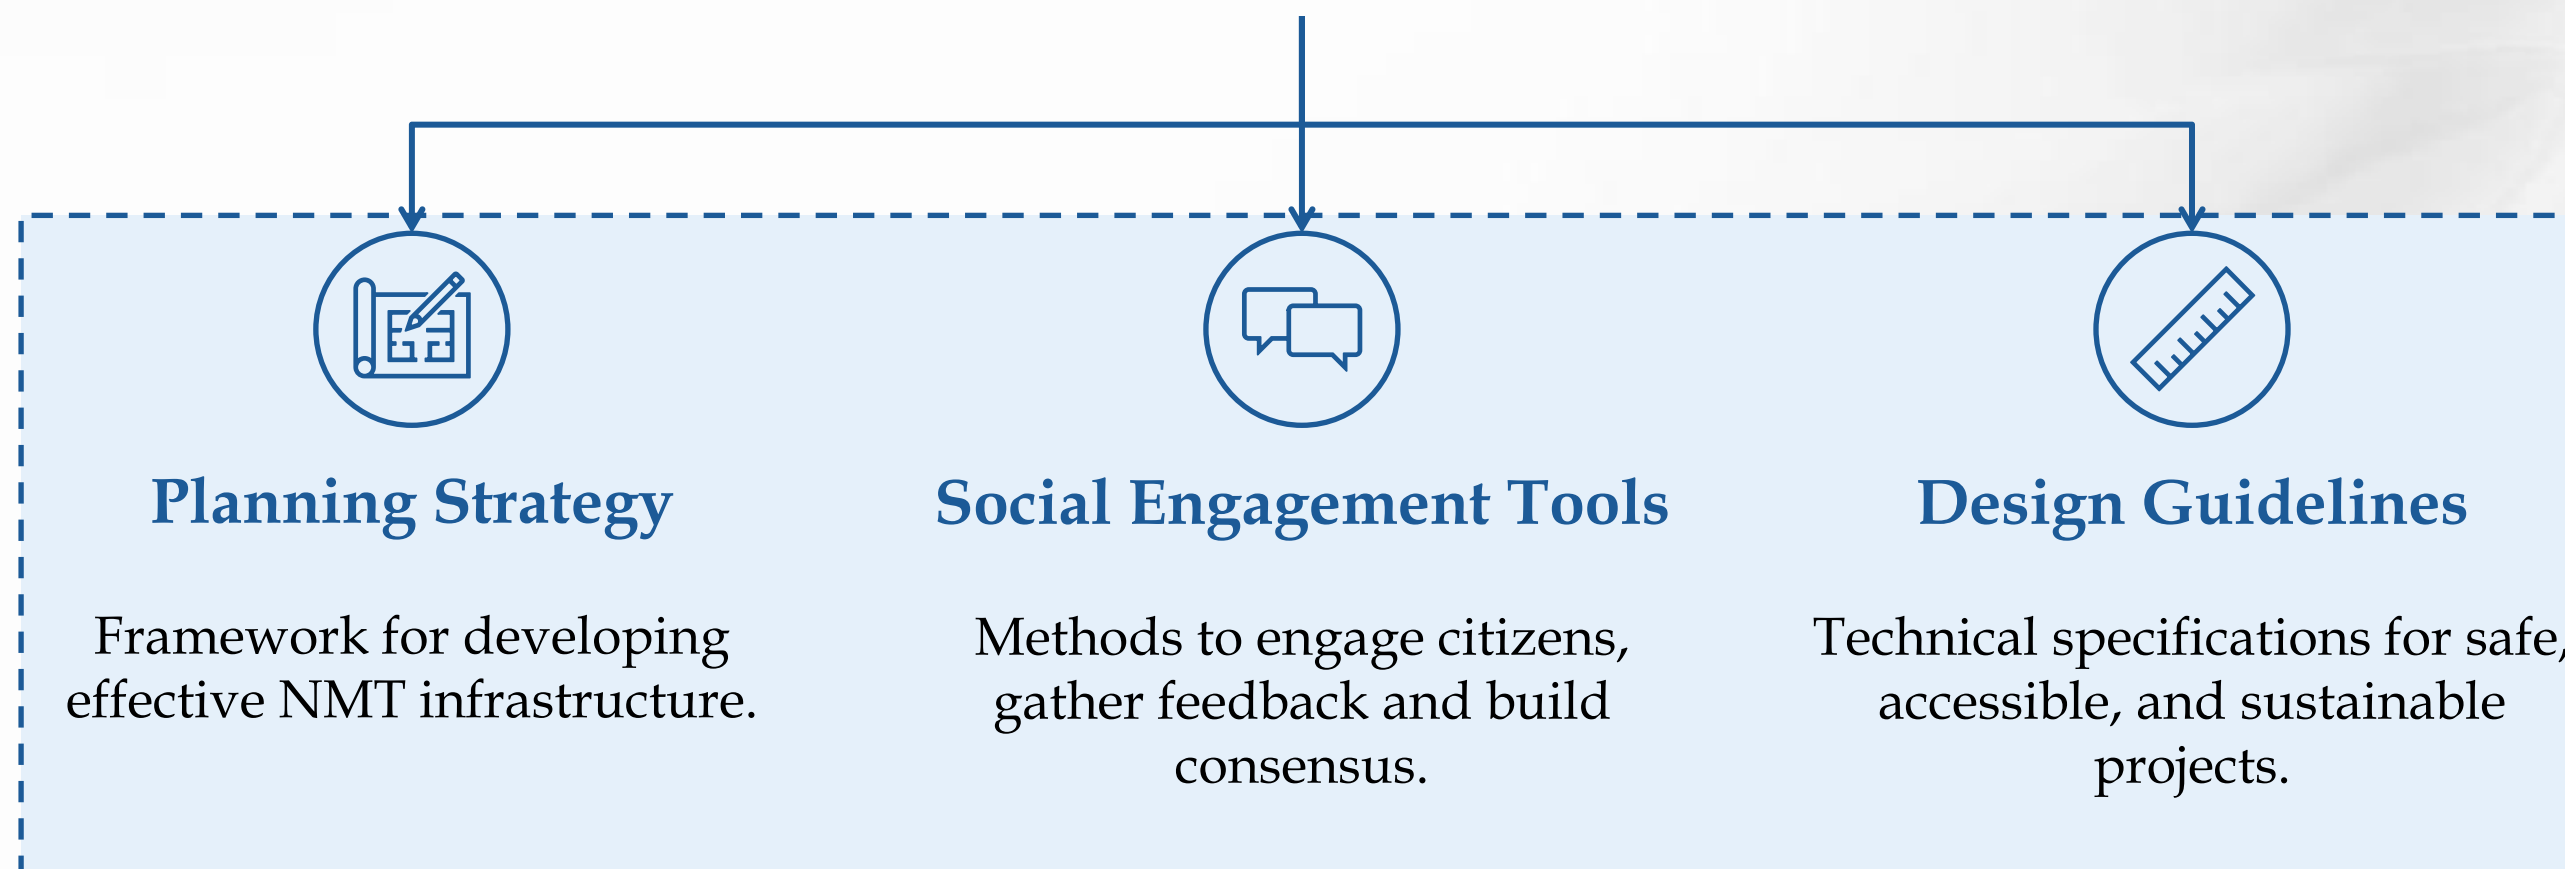 Planning Strategy
Framework for developing
effective NMT infrastructure.
Social Engagement Tools
Methods to engage citizens,
gather feedback and build
consensus.
Design Guidelines
Technical specifications for safe,
accessible, and sustainable
projects.